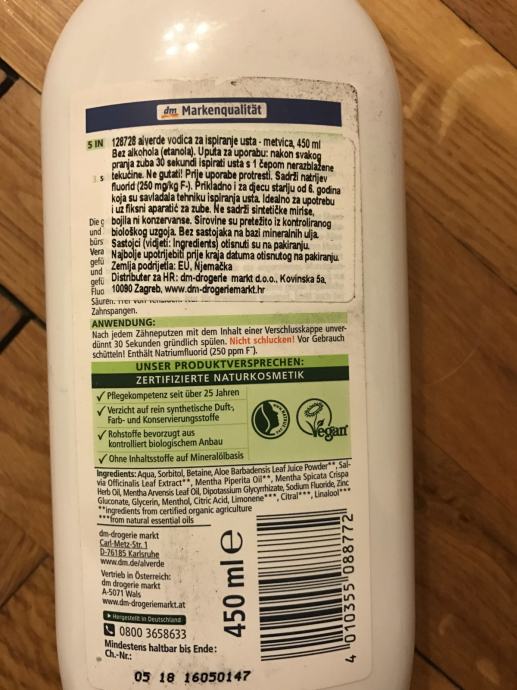 dm Markenqualität
5 IN
128728 alverde vodica za ispiranje usta - metvica, 450 ml
Bez alkohola (etanola). Uputa za uporabu: nakon svakog
pranja zuba 30 sekundi ispirati usta s 1 čepom nerazblažene
tekućine. Ne gutati! Prije uporabe protresti. Sadrži natrijev
fluorid (250 mg/kg F-). Prikladno i za djecu stariju od 6. godina
koja su savladala tehniku ispiranja usta. Idealno za upotrebu
i uz fiksni aparatić za zube. Ne sadrži sintetičke mirise,
bojila ni konzervanse. Sirovine su pretežito iz kontroliranog
biološkog uzgoja. Bez sastojaka na bazi mineralnih ulja.
Sastojci (vidjeti: Ingredients) otisnuti su na pakiranju.
Najbolje upotrijebiti prije kraja datuma otisnutog na pakiranju.
Zemlja podrijetla: EU, Njemačka
Distributer za HR: dm-drogerie markt d.o.o., Kovinska 5a,
10090 Zagreb, www.dm-drogeriemarkt.hr
3. s
Die g
und
bürs
Vera
gefü
und
gefü
Fluo
Säuren.
Zahnspangen.
ANWENDUNG:
Nach jedem Zähneputzen mit dem Inhalt einer Verschlusskappe unver-
dünnt 30 Sekunden gründlich spülen. Nicht schlucken! Vor Gebrauch
schütteln! Enthält Natriumfluorid (250 ppm F-).
UNSER PRODUKTVERSPRECHEN:
ZERTIFIZIERTE NATURKOSMETIK
✓ Pflegekompetenz seit über 25 Jahren
✓ Verzicht auf rein synthetische Duft-,
Farb- und Konservierungsstoffe
✓ Rohstoffe bevorzugt aus
kontrolliert biologischem Anbau
✓ Ohne Inhaltsstoffe auf Mineralölbasis
Vegan
Ingredients: Aqua, Sorbitol, Betaine, Aloe Barbadensis Leaf Juice Powder**, Sal-
via Officinalis Leaf Extract**, Mentha Piperita Oil**, Mentha Spicata Crispa
Herb Oil, Mentha Arvensis Leaf Oil, Dipotassium Glycyrrhizate, Sodium Fluoride, Zinc
Gluconate, Glycerin, Menthol, Citric Acid, Limonene***, Citral***, Linalool***
**ingredients from certified organic agriculture
***from natural essential oils
dm-drogerie markt
Carl-Metz-Str. 1
D-76185 Karlsruhe
www.dm.de/alverde
Vertrieb in Österreich:
dm drogerie markt
A-5071 Wals
www.dm-drogeriemarkt.at
Hergestellt in Deutschland
0800 3658633
Mindestens haltbar bis Ende:
Ch.-Nr.:
450 ml e
4 010355 088772
05 18 16050147